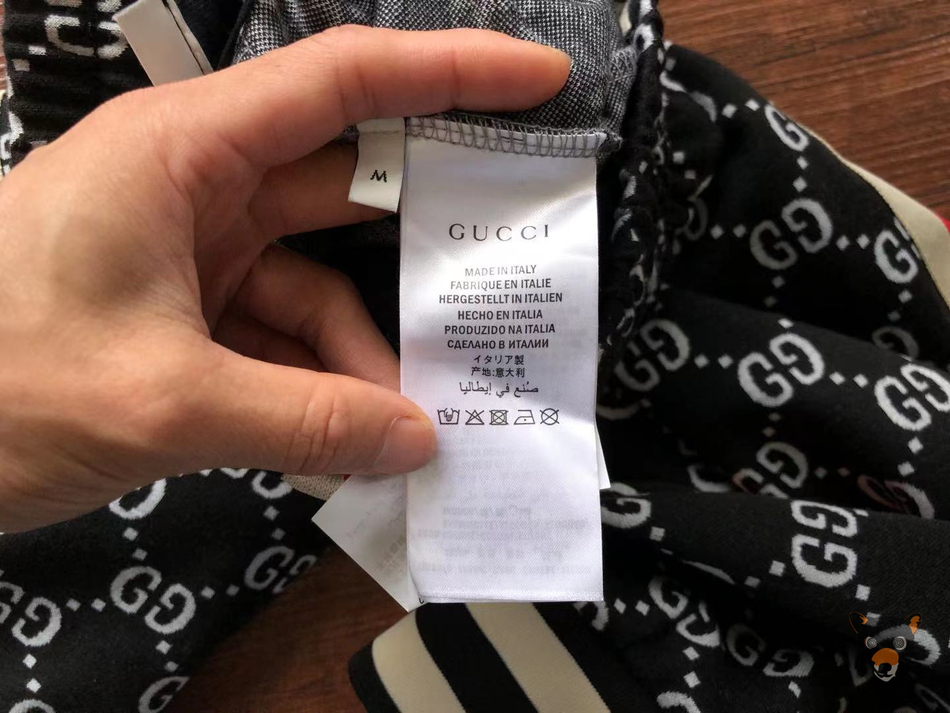 M
GUCCI
MADE IN ITALY
FABRIQUE EN ITALIE
HERGESTELLT IN ITALIEN
HECHO EN ITALIA
PRODUZIDO NA ITALIA
СДЕЛАНО В ИТАЛИИ
イタリア製
产地:意大利
صُنع في إيطاليا